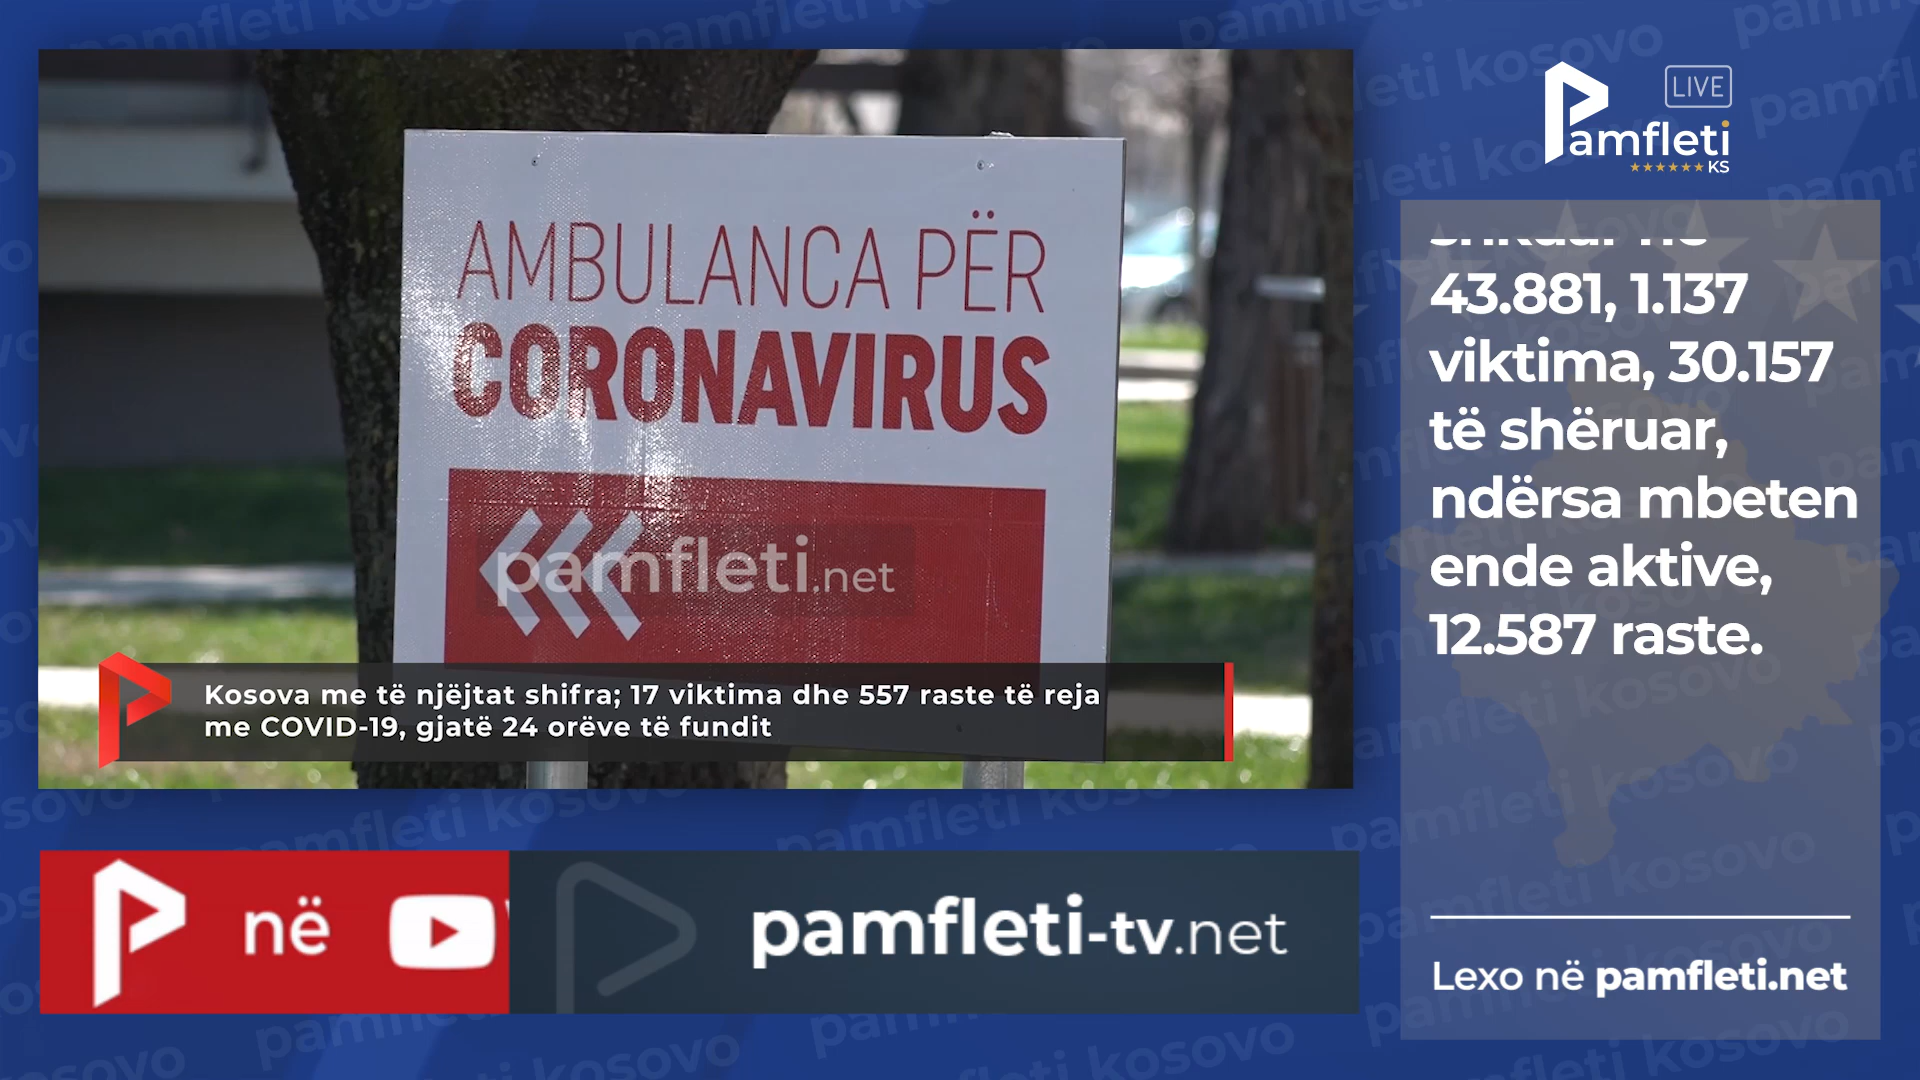 LIVE
Pamfleti
KS
AMBULANCA PËR
CORONAVIRUS
pamfleti.net
Kosova me të njëjtat shifra; 17 viktima dhe 557 raste të reja
me COVID-19, gjatë 24 orëve të fundit
43.881, 1.137
viktima, 30.157
të shëruar,
ndërsa mbeten
ende aktive,
12.587 raste.
Lexo në pamfleti.net
në
pamfleti-tv.net
pamfleti kosovo